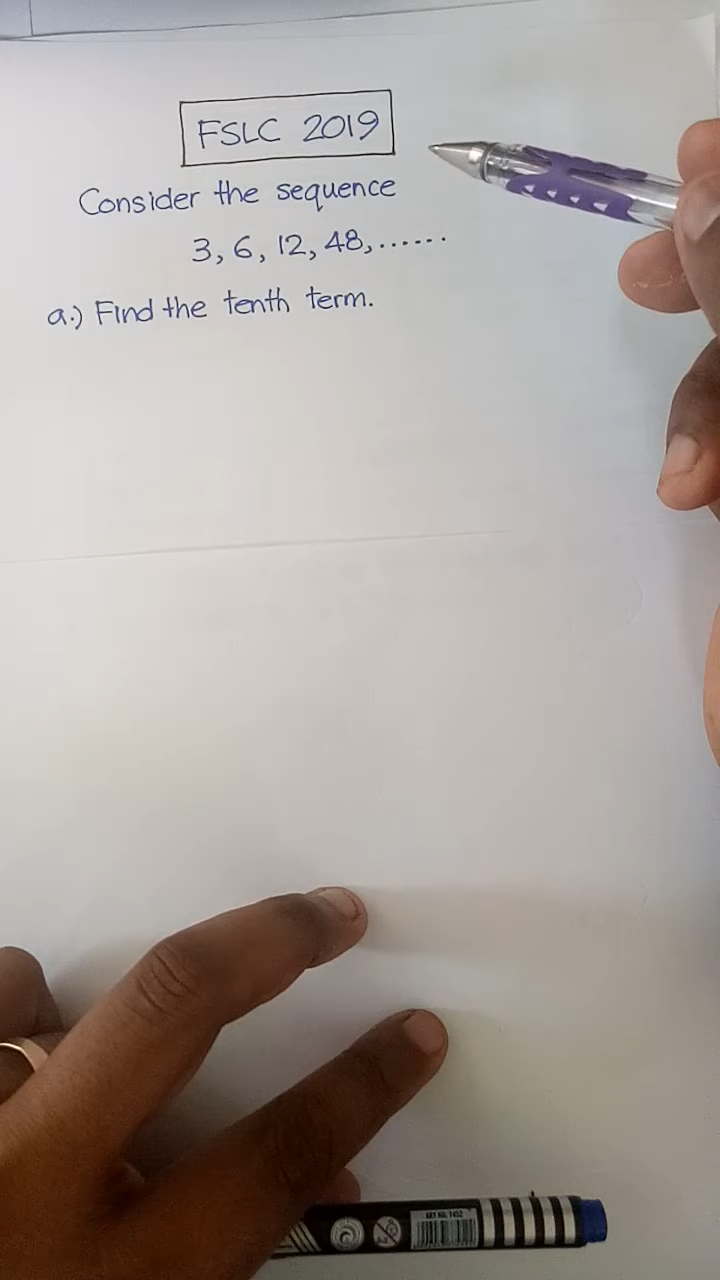 FSLC 2019
Consider the sequence
3, 6, 12, 48,......
a.) Find the tenth term.